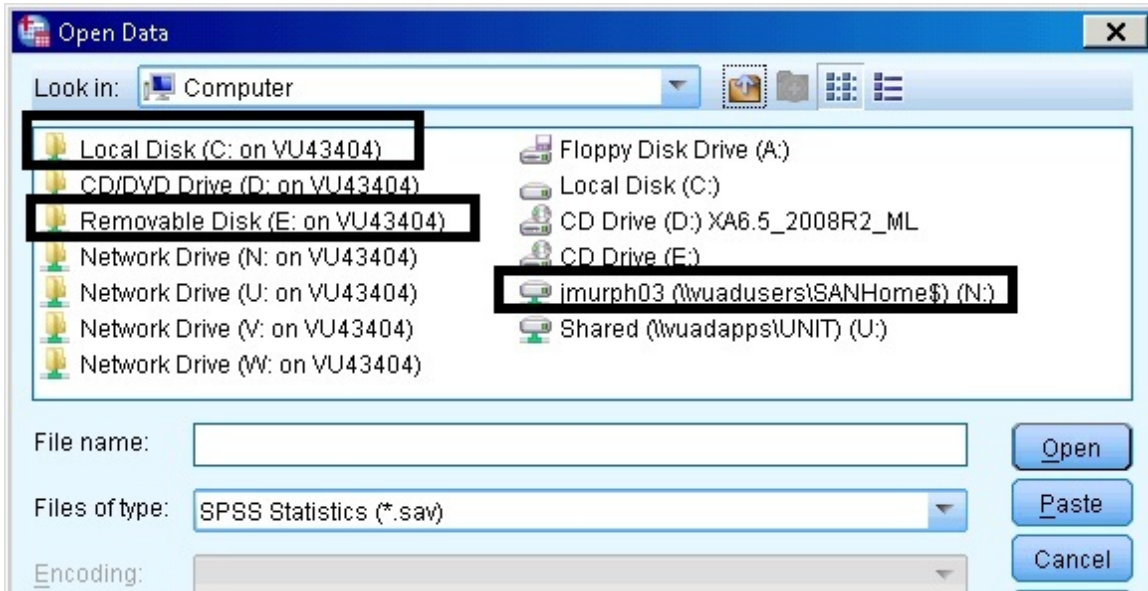 Open Data
Look in: Computer
Local Disk (C: on VU43404)
CD/DVD Drive (D: on VU43404)
Removable Disk (E: on VU43404)
Network Drive (N: on VU43404)
Network Drive (U: on VU43404)
Network Drive (V: on VU43404)
Network Drive (W: on VU43404)
Floppy Disk Drive (A:)
Local Disk (C:)
CD Drive (D:) XA6.5_2008R2_ML
CD Drive (E:)
jmurph03 (\\vuadusers\SANHome$) (N:)
Shared (\\vuadapps\UNIT) (U:)
File name:
Open
Files of type: SPSS Statistics (*.sav)
Paste
Encoding:
Cancel